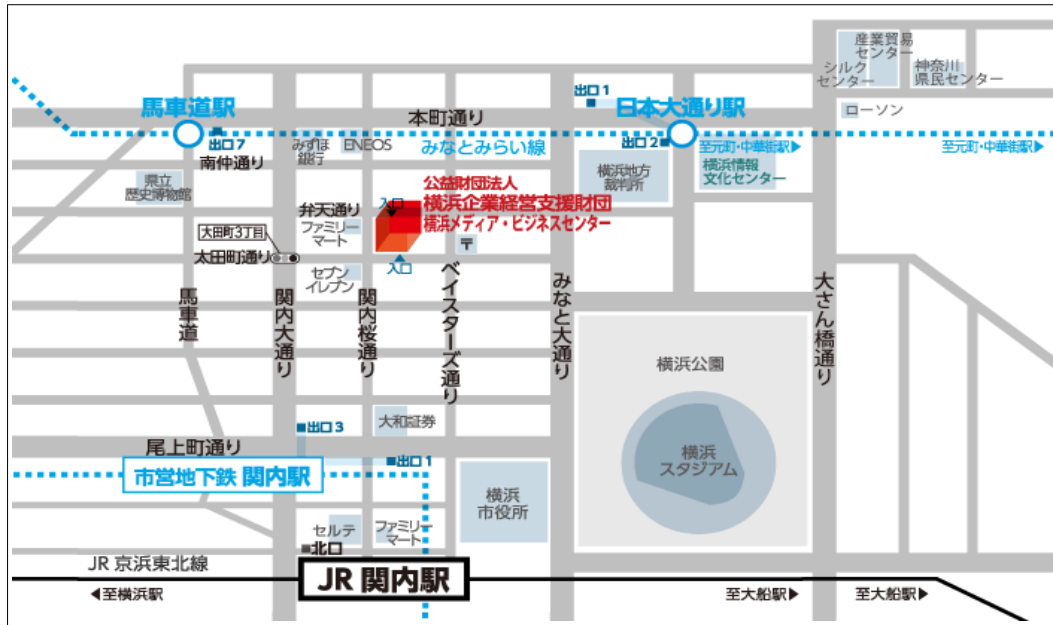 産業貿易
センター
シルク
センター
神奈川
県民センター
ローソン
馬車道駅
出口1
日本大通り駅
本町通り
出口7
南仲通り
みずほ
銀行
ENEOS
みなとみらい線
出口2
至元町・中華街駅▶
至元町・中華街駅▶
横浜地方
裁判所
横浜情報
文化センター
県立
歴史博物館
公益財団法人
横浜企業経営支援財団
横浜メディア・ビジネスセンター
入口
弁天通り
ファミリー
マート
〒
大田町3丁目
太田町通り
セブン
イレブン
入口
馬車道
関内大通り
関内桜通り
ベイスターズ通り
みなと大通り
大さん橋通り
横浜公園
横浜
スタジアム
大和証券
出口3
尾上町通り
出口1
市営地下鉄 関内駅
横浜
市役所
セルテ
ファミリー
マート
北口
JR 京浜東北線
JR 関内駅
◀至横浜駅
至大船駅▶
至大船駅▶